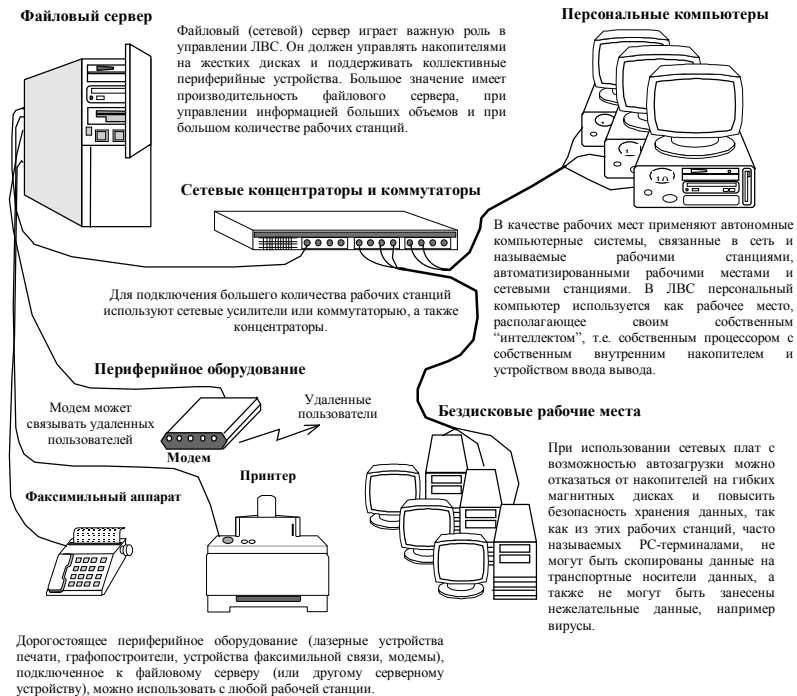 Файловый сервер
Файловый (сетевой) сервер играет важную роль в
управлении ЛВС. Он должен управлять накопителями
на жестких дисках и поддерживать коллективные
периферийные устройства. Большое значение имеет
производительность файлового сервера, при
управлении информацией больших объемов и при
большом количестве рабочих станций.
Персональные компьютеры
Сетевые концентраторы и коммутаторы
В качестве рабочих мест применяют автономные
компьютерные системы, связанные в сеть и
называемые рабочими станциями,
автоматизированными рабочими местами и
сетевыми станциями. В ЛВС персональный
компьютер используется как рабочее место,
располагающее своим собственным
“интеллектом”, т.е. собственным процессором с
собственным внутренним накопителем и
устройством ввода вывода.
Для подключения большего количества рабочих станций
используют сетевые усилители или коммутаторыю, а также
концентраторы.
Периферийное оборудование
Модем может
связывать удаленных
пользователей
Модем
Удаленные
пользователи
Бездисковые рабочие места
При использовании сетевых плат с
возможностью автозагрузки можно
отказаться от накопителей на гибких
магнитных дисках и повысить
безопасность хранения данных, так
как из этих рабочих станций, часто
называемых PC-терминалами, не
могут быть скопированы данные на
транспортные носители данных, а
также не могут быть занесены
нежелательные данные, например
вирусы.
Принтер
Факсимильный аппарат
Дорогостоящее периферийное оборудование (лазерные устройства
печати, графопостроители, устройства факсимильной связи, модемы),
подключенное к файловому серверу (или другому серверному
устройству), можно использовать с любой рабочей станции.